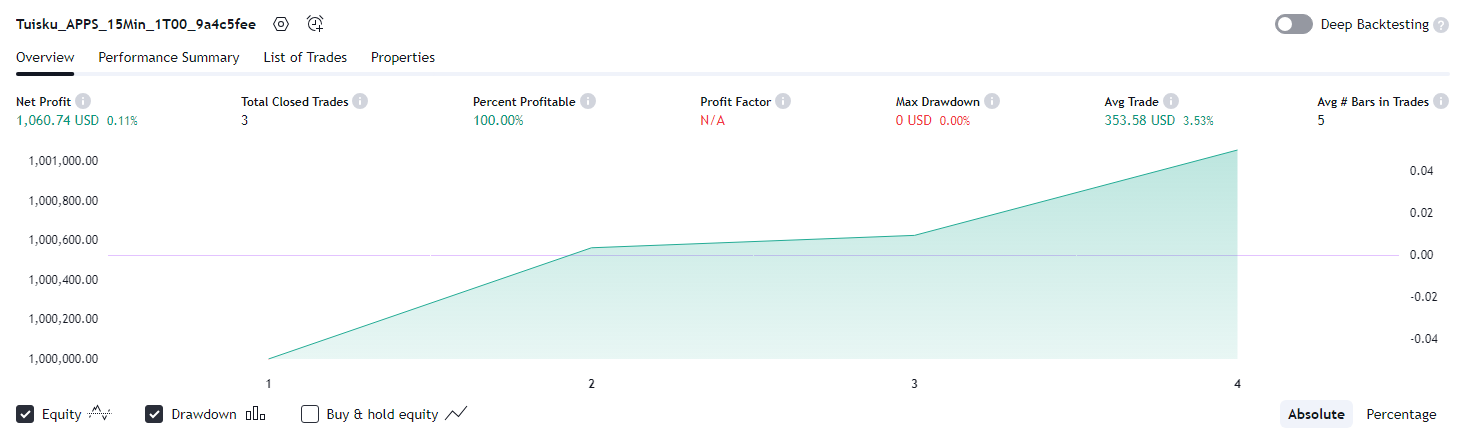 Tuisku_APPS_15Min_1T00_9a4c5fee Deep Backtesting ?
Overview Performance Summary List of Trades Properties
Net Profit i Total Closed Trades i Percent Profitable i Profit Factor i Max Drawdown i Avg Trade i Avg # Bars in Trades i
1,060.74 USD 0.11% 3 100.00% N/A 0 USD 0.00% 353.58 USD 3.53% 5
1,001,000.00 0.04
1,000,800.00 0.02
1,000,600.00 0.00
1,000,400.00 -0.02
1,000,200.00 -0.04
1,000,000.00
1 2 3 4
Equity Drawdown Buy & hold equity Absolute Percentage